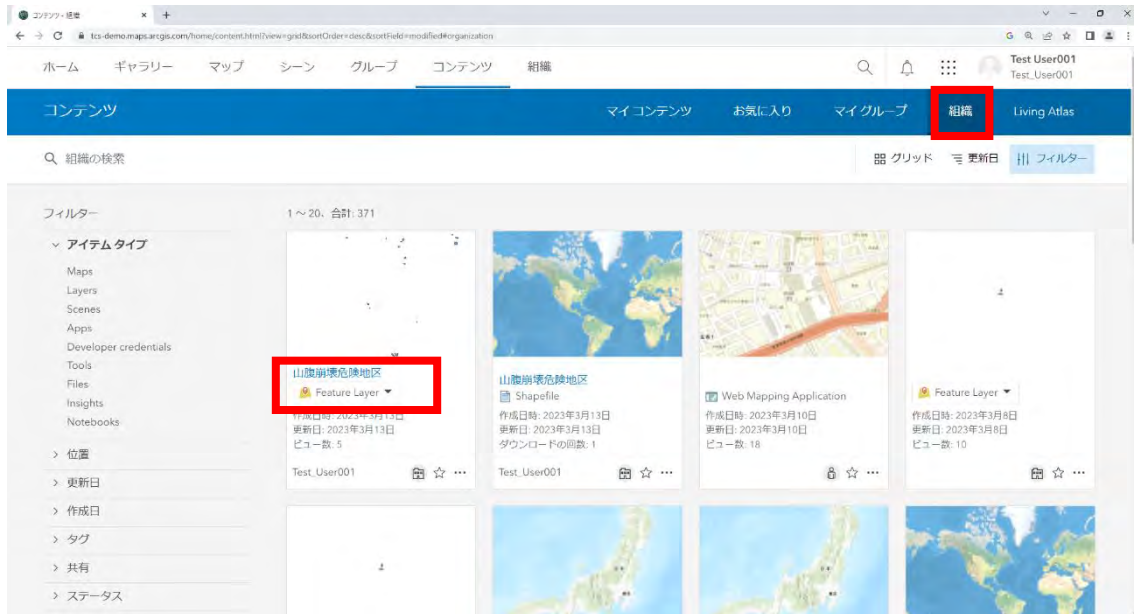 コンテンツ - 組織
tcs-demo.maps.arcgis.com/home/content.html?view=grid&sortOrder=desc&sortField=modified#organization
ホーム ギャラリー マップ シーン グループ コンテンツ 組織
Test User001
Test_User001
コンテンツ マイ コンテンツ お気に入り マイ グループ 組織 Living Atlas
組織の検索 グリッド 更新日 フィルター
フィルター
1 ～ 20、合計: 371
アイテム タイプ
Maps
Layers
Scenes
Apps
Developer credentials
Tools
Files
Insights
Notebooks
位置
更新日
作成日
タグ
共有
ステータス
山腹崩壊危険地区
Feature Layer
作成日時: 2023年3月13日
更新日: 2023年3月13日
ビュー数: 5
Test_User001
山腹崩壊危険地区
Shapefile
作成日時: 2023年3月13日
更新日: 2023年3月13日
ダウンロードの回数: 1
Test_User001
Web Mapping Application
作成日時: 2023年3月10日
更新日: 2023年3月10日
ビュー数: 18
Feature Layer
作成日時: 2023年3月8日
更新日: 2023年3月8日
ビュー数: 10